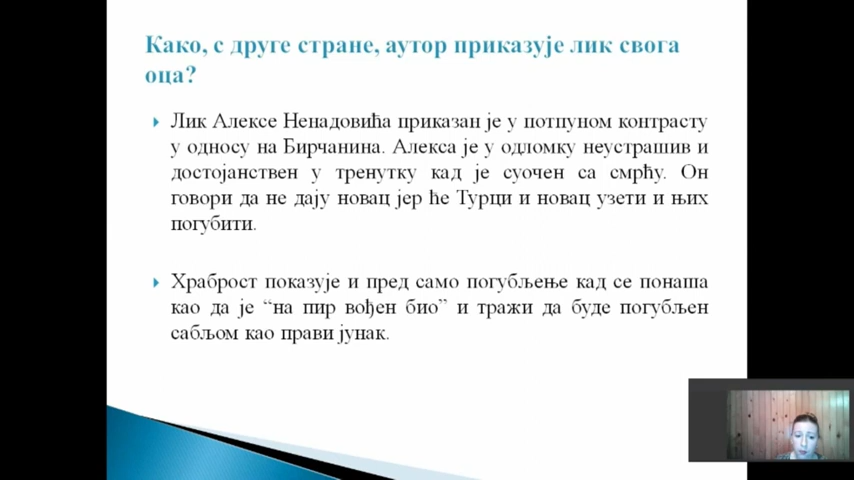 Како, с друге стране, аутор приказује лик свога
оца?
Лик Алексе Ненадовића приказан је у потпуном контрасту
у односу на Бирчанина. Алекса је у одломку неустрашив и
достојанствен у тренутку кад је суочен са смрћу. Он
говори да не дају новац јер ће Турци и новац узети и њих
погубити.
Храброст показује и пред само погубљење кад се понаша
као да је “на пир вођен био” и тражи да буде погубљен
сабљом као прави јунак.